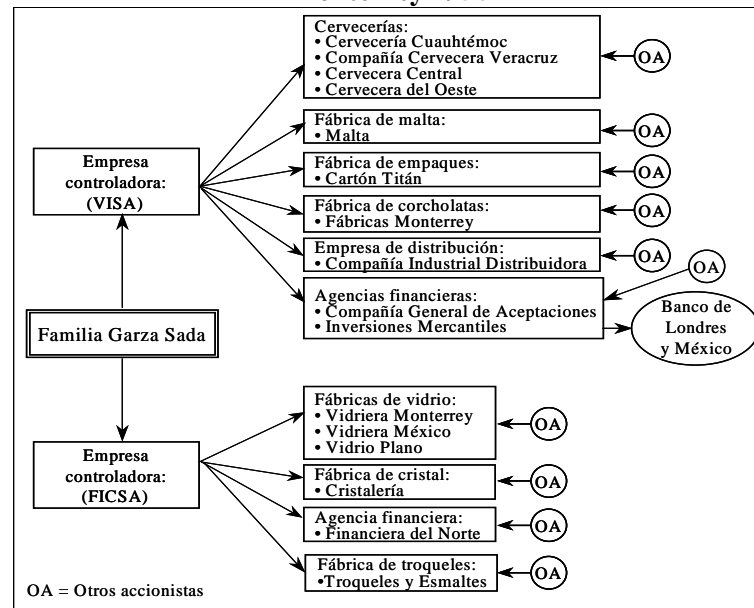 Cervecerías:
• Cervecería Cuauhtémoc
• Compañía Cervecera Veracruz
• Cervecera Central
• Cervecera del Oeste
OA
Fábrica de malta:
• Malta
OA
Empresa
controladora:
(VISA)
Fábrica de empaques:
• Cartón Titán
OA
Fábrica de corcholatas:
• Fábricas Monterrey
OA
Empresa de distribución:
• Compañía Industrial Distribuidora
OA
OA
Agencias financieras:
• Compañía General de Aceptaciones
• Inversiones Mercantiles
Banco de
Londres
y México
Familia Garza Sada
Fábricas de vidrio:
• Vidriera Monterrey
• Vidriera México
• Vidrio Plano
OA
Empresa
controladora:
(FICSA)
Fábrica de cristal:
• Cristalería
OA
Agencia financiera:
• Financiera del Norte
OA
Fábrica de troqueles:
•Troqueles y Esmaltes
OA
OA = Otros accionistas